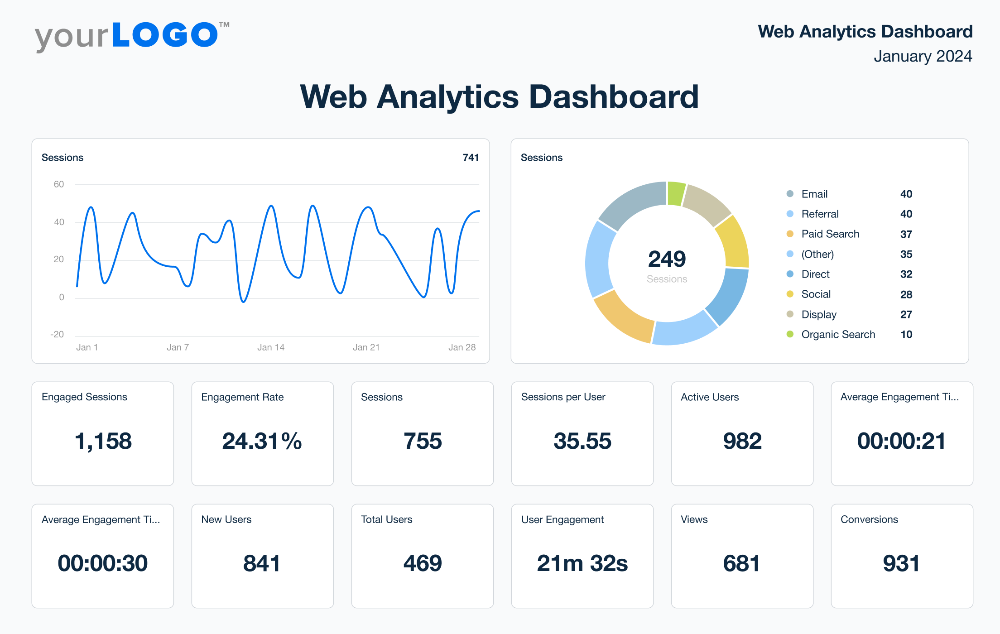 yourLOGO™
Web Analytics Dashboard
January 2024
Web Analytics Dashboard
Sessions 741
60
40
20
0
-20
Jan 1 Jan 7 Jan 14 Jan 21 Jan 28
Sessions
249
Sessions
Email 40
Referral 40
Paid Search 37
(Other) 35
Direct 32
Social 28
Display 27
Organic Search 10
Engaged Sessions
1,158
Engagement Rate
24.31%
Sessions
755
Sessions per User
35.55
Active Users
982
Average Engagement Ti...
00:00:21
Average Engagement Ti...
00:00:30
New Users
841
Total Users
469
User Engagement
21m 32s
Views
681
Conversions
931